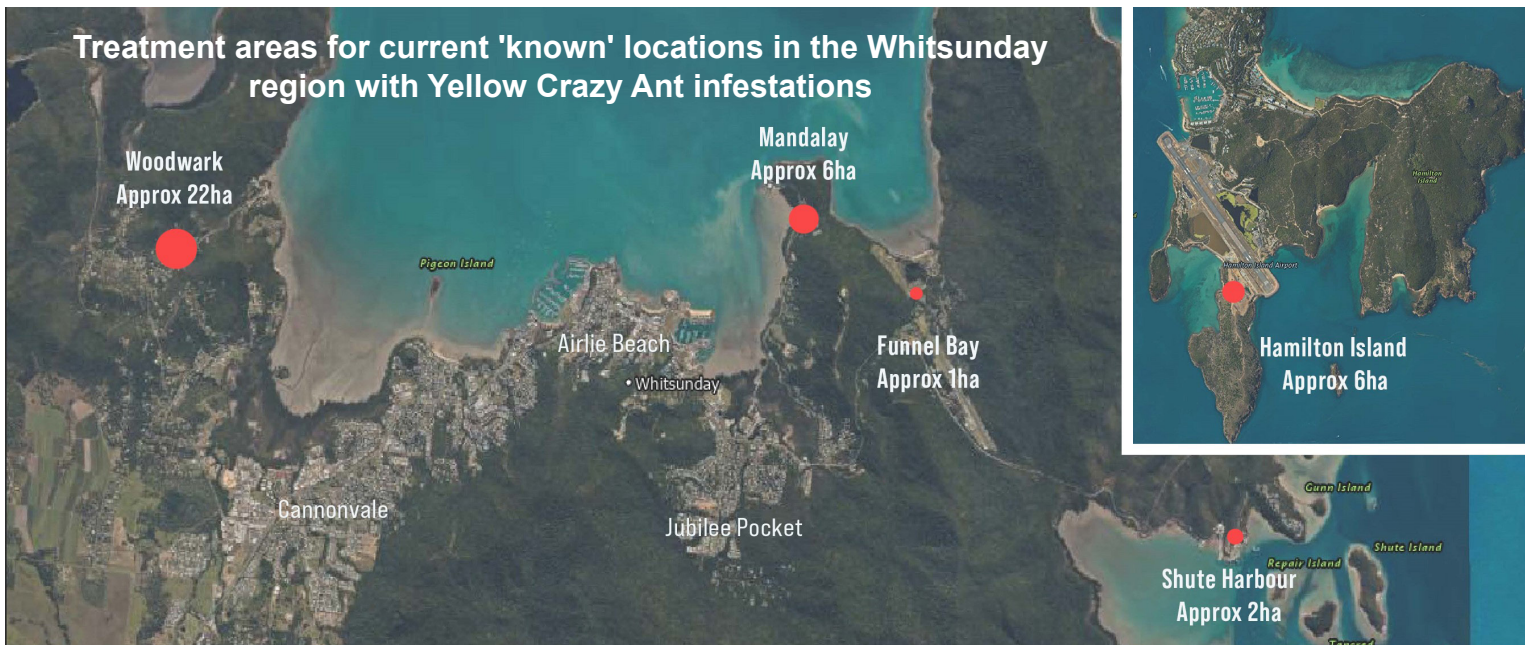 Treatment areas for current 'known' locations in the Whitsunday
region with Yellow Crazy Ant infestations
Woodwark
Approx 22ha
Mandalay
Approx 6ha
Pigeon Island
Airlie Beach
Whitsunday
Funnel Bay
Approx 1ha
Cannonvale
Jubilee Pocket
Hamilton
Island
Hamilton Island Airport
Hamilton Island
Approx 6ha
Gunn Island
Shute Island
Repair Island
Shute Harbour
Approx 2ha